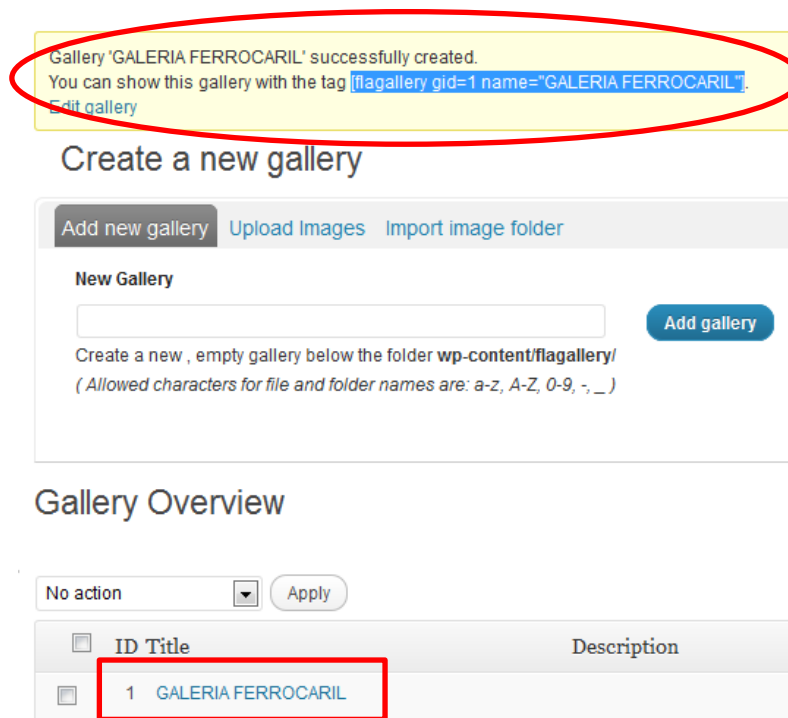 Gallery 'GALERIA FERROCARIL' successfully created.
You can show this gallery with the tag [flagallery gid=1 name="GALERIA FERROCARIL"].
Edit gallery
Create a new gallery
Add new gallery Upload Images Import image folder
New Gallery
Add gallery
Create a new , empty gallery below the folder wp-content/flagallery/
( Allowed characters for file and folder names are: a-z, A-Z, 0-9, -, _ )
Gallery Overview
No action Apply
ID Title Description
1 GALERIA FERROCARIL